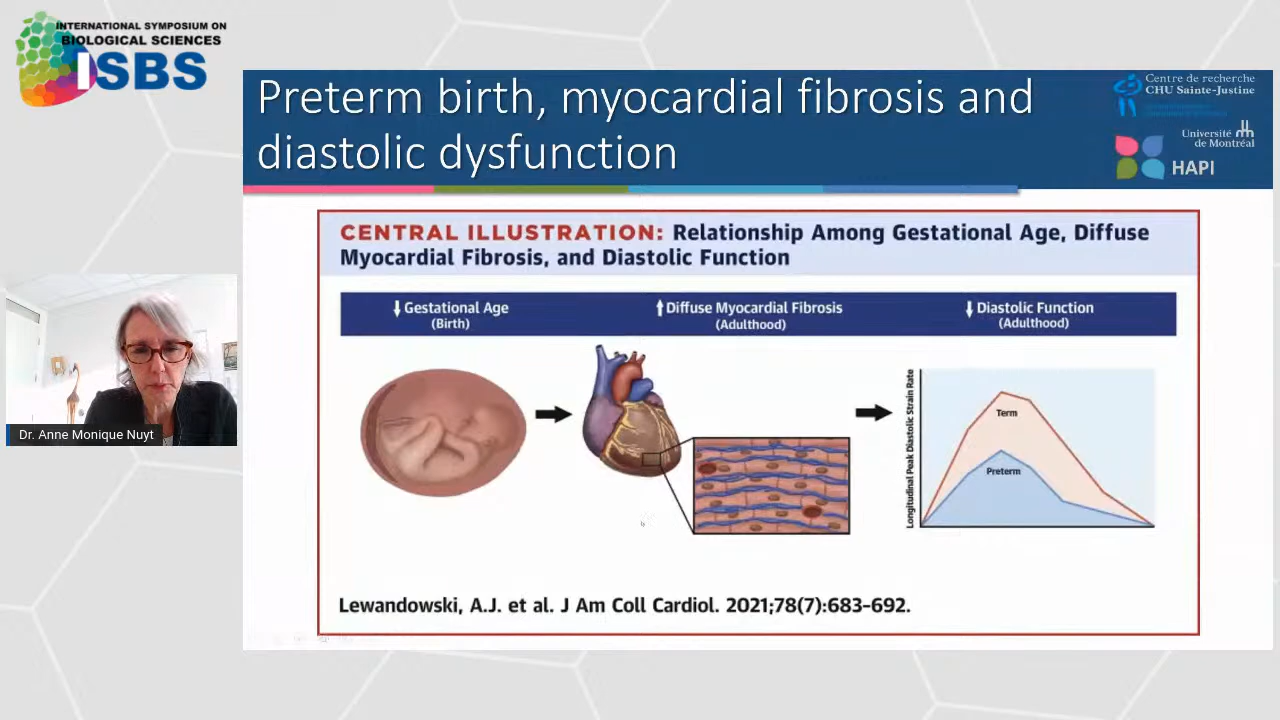 INTERNATIONAL SYMPOSIUM ON
BIOLOGICAL SCIENCES
ISBS
Preterm birth, myocardial fibrosis and
diastolic dysfunction
Centre de recherche
CHU Sainte-Justine
Université
de Montréal
HAPI
CENTRAL ILLUSTRATION: Relationship Among Gestational Age, Diffuse
Myocardial Fibrosis, and Diastolic Function
↓ Gestational Age
(Birth)
↑ Diffuse Myocardial Fibrosis
(Adulthood)
↓ Diastolic Function
(Adulthood)
Longitudinal Peak Diastolic Strain Rate
Term
Preterm
Dr. Anne Monique Nuyt
Lewandowski, A.J. et al. J Am Coll Cardiol. 2021;78(7):683–692.